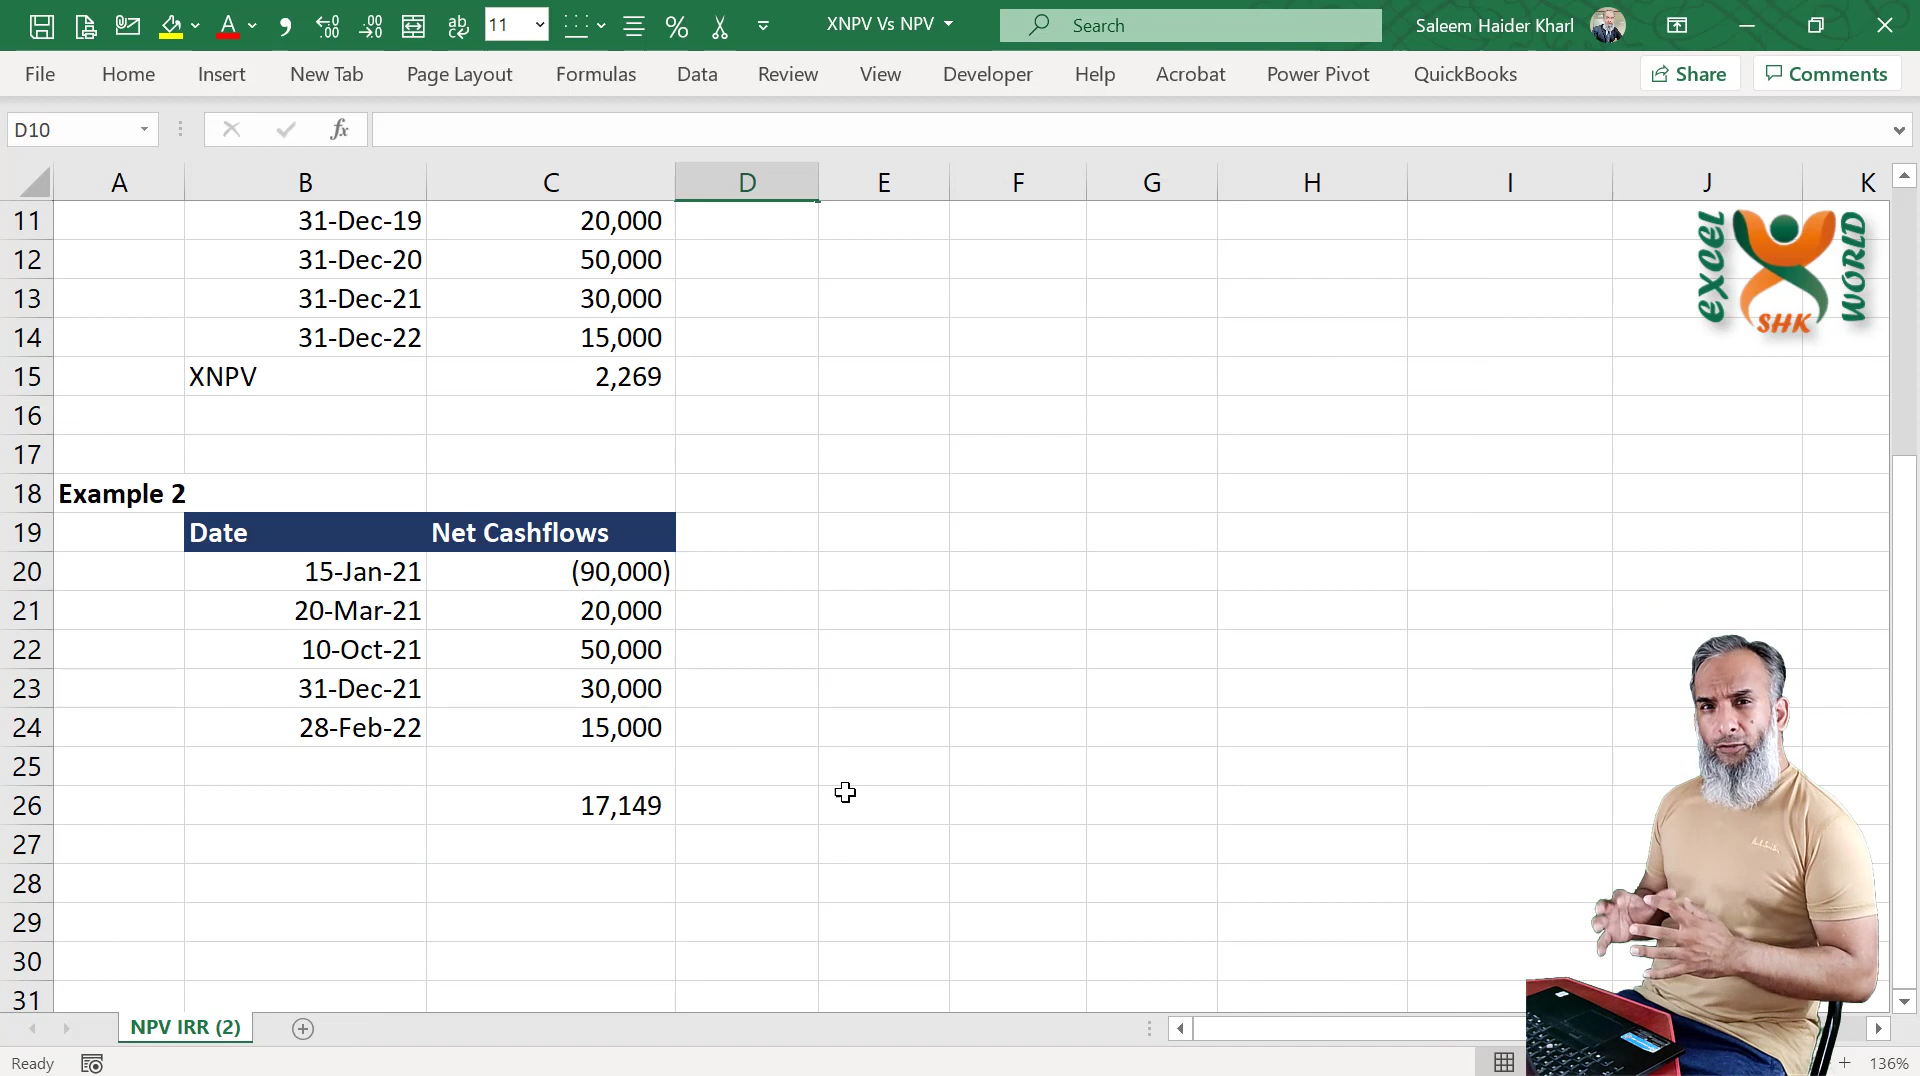 11
XNPV Vs NPV
Search
Saleem Haider Kharl
File Home Insert New Tab Page Layout Formulas Data Review View Developer Help Acrobat Power Pivot QuickBooks Share Comments
D10 fx
A B C D E F G H I J K
11 31-Dec-19 20,000
12 31-Dec-20 50,000
13 31-Dec-21 30,000
14 31-Dec-22 15,000
15 XNPV 2,269
16
17
18 Example 2
19 Date Net Cashflows
20 15-Jan-21 (90,000)
21 20-Mar-21 20,000
22 10-Oct-21 50,000
23 31-Dec-21 30,000
24 28-Feb-22 15,000
25
26 17,149
27
28
29
30
31
eXceL
WORLD
SHK
NPV IRR (2)
Ready
136%